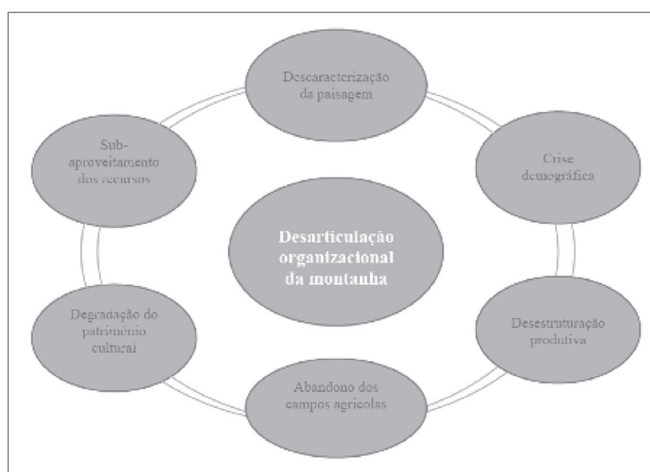 Descaracterização
da paisagem
Sub-
aproveitamento
dos recursos
Crise
demográfica
Desarticulação
organizacional
da montanha
Degradação do
património
cultural
Desestruturação
produtiva
Abandono dos
campos agrícolas